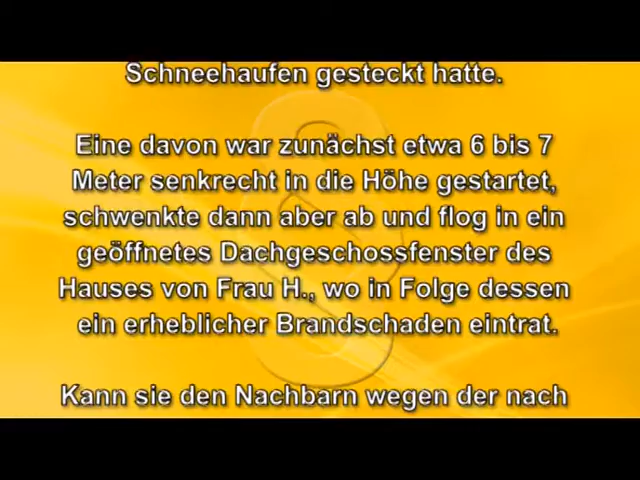 Schneehaufen gesteckt hatte.
Eine davon war zunächst etwa 6 bis 7
Meter senkrecht in die Höhe gestartet,
schwenkte dann aber ab und flog in ein
geöffnetes Dachgeschossfenster des
Hauses von Frau H., wo in Folge dessen
ein erheblicher Brandschaden eintrat.
Kann sie den Nachbarn wegen der nach